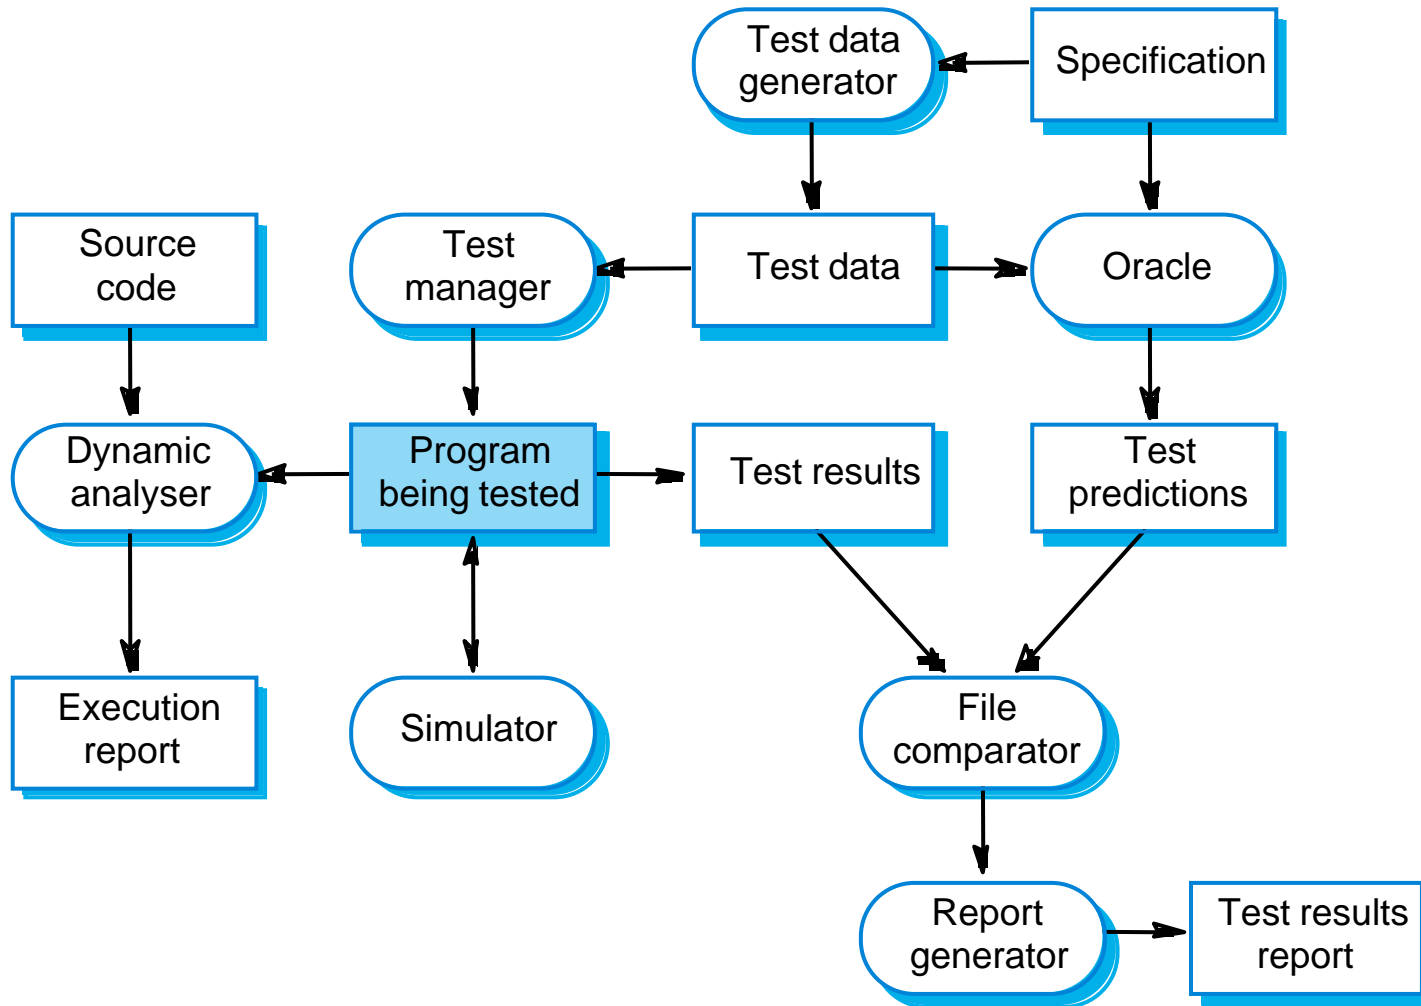 Test data
generator
Specification
Source
code
Test
manager
Test data
Oracle
Dynamic
analyser
Program
being tested
Test results
Test
predictions
Execution
report
Simulator
File
comparator
Report
generator
Test results
report